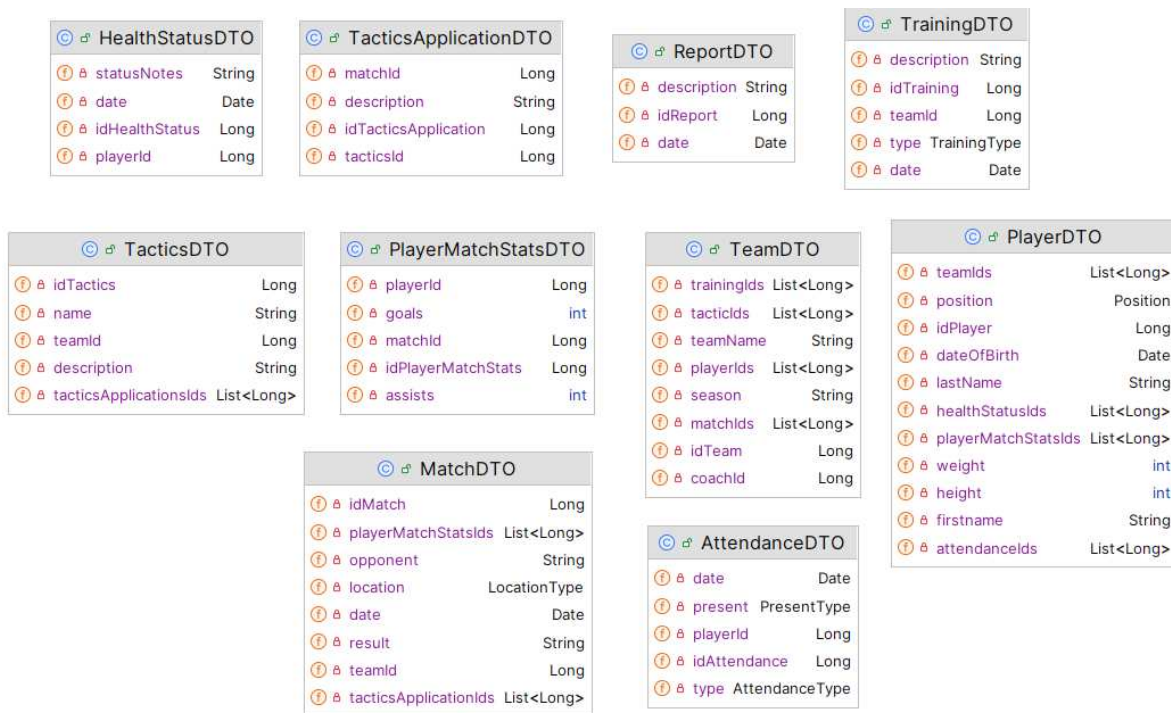 HealthStatusDTO
statusNotes String
date Date
idHealthStatus Long
playerId Long
TacticsApplicationDTO
matchId Long
description String
idTacticsApplication Long
tacticsId Long
ReportDTO
description String
idReport Long
date Date
TrainingDTO
description String
idTraining Long
teamId Long
type TrainingType
date Date
TacticsDTO
idTactics Long
name String
teamId Long
description String
tacticsApplicationsIds List<Long>
PlayerMatchStatsDTO
playerId Long
goals int
matchId Long
idPlayerMatchStats Long
assists int
TeamDTO
trainingIds List<Long>
tacticIds List<Long>
teamName String
playerIds List<Long>
season String
matchIds List<Long>
idTeam Long
coachId Long
PlayerDTO
teamIds List<Long>
position Position
idPlayer Long
dateOfBirth Date
lastName String
healthStatusIds List<Long>
playerMatchStatsIds List<Long>
weight int
height int
firstname String
attendanceIds List<Long>
MatchDTO
idMatch Long
playerMatchStatsIds List<Long>
opponent String
location LocationType
date Date
result String
teamId Long
tacticsApplicationIds List<Long>
AttendanceDTO
date Date
present PresentType
playerId Long
idAttendance Long
type AttendanceType